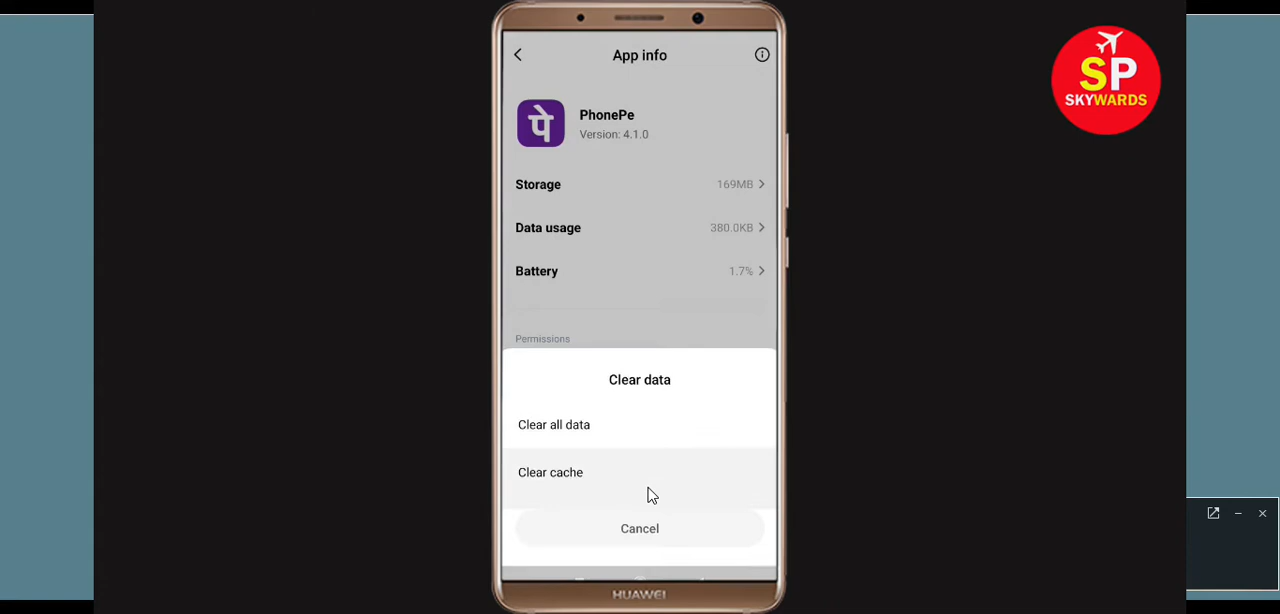 App info
पे
PhonePe
Version: 4.1.0
Storage 169MB
Data usage 380.0KB
Battery 1.7%
Permissions
Clear data
Clear all data
Clear cache
Cancel
HUAWEI
SP
SKYWARDS